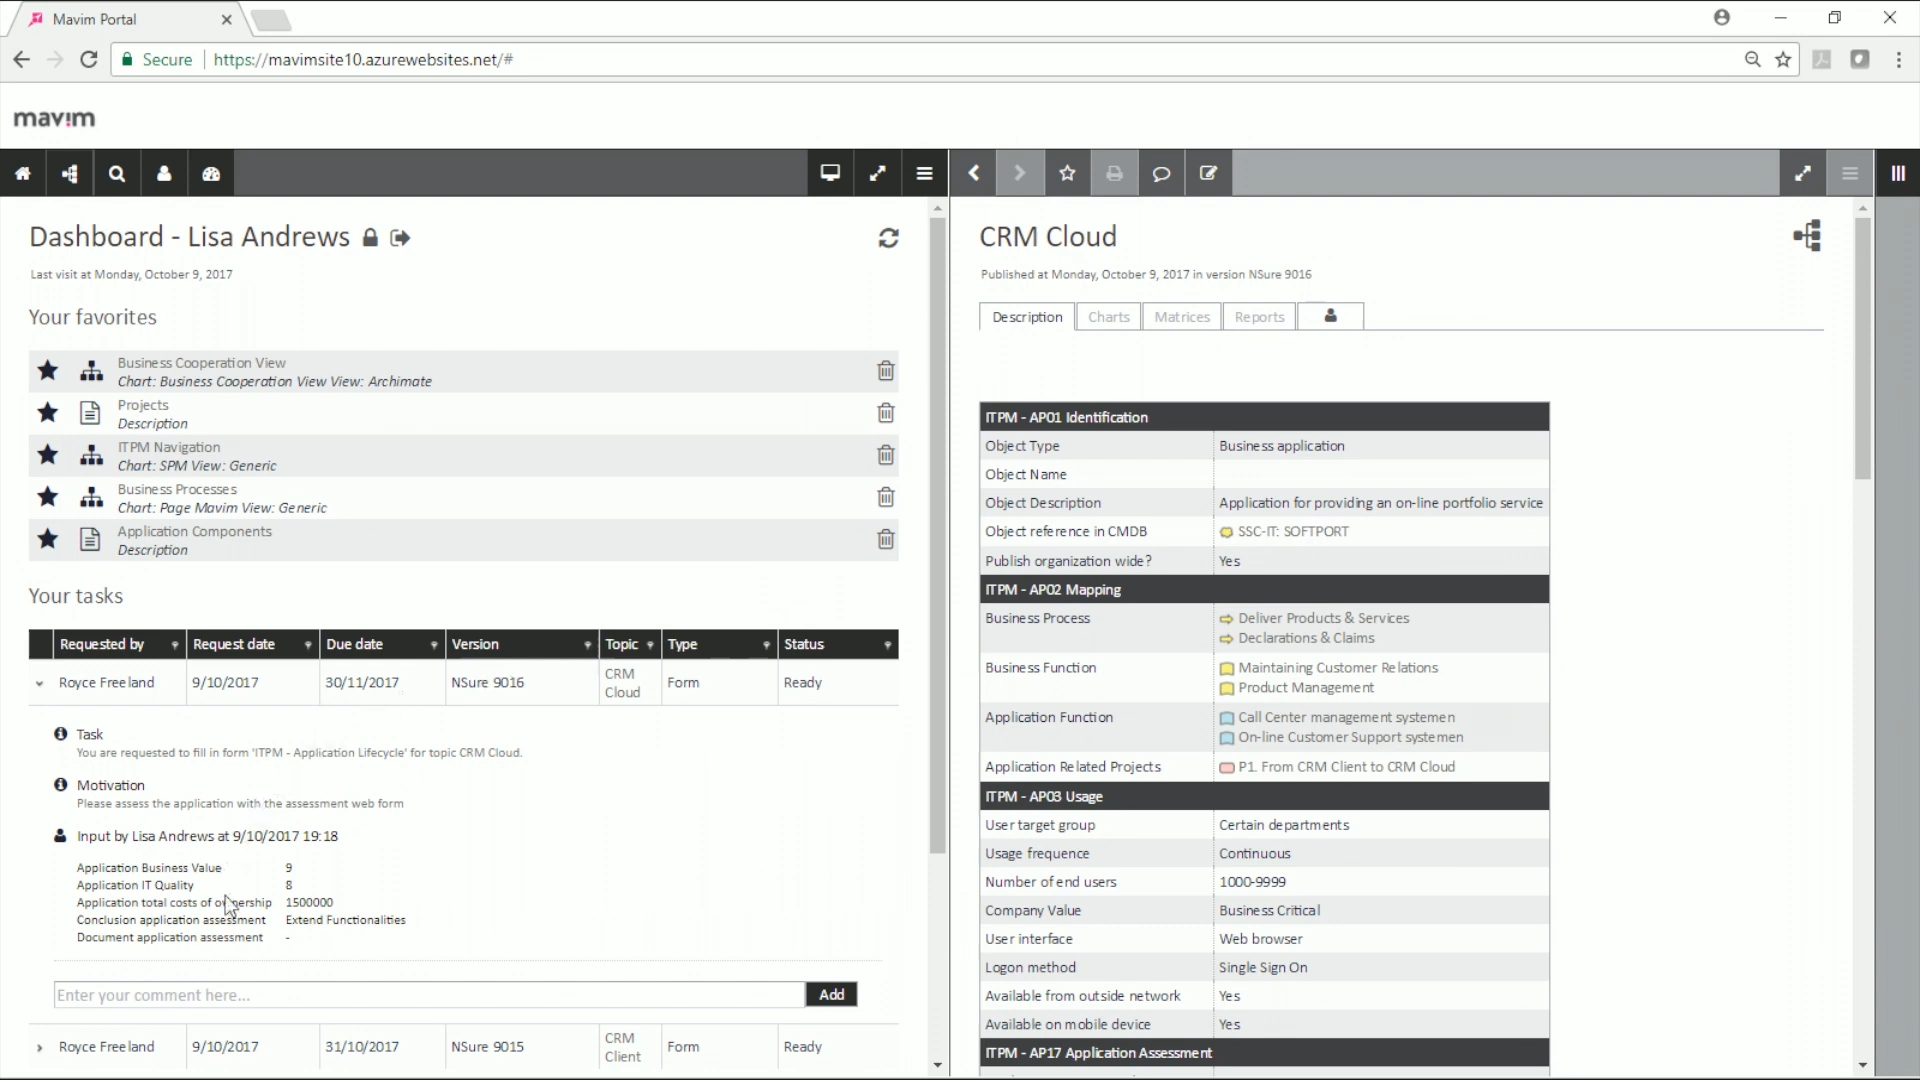 Mavim Portal
Secure
https://mavimsite10.azurewebsites.net/#
mavim
Dashboard - Lisa Andrews
Last visit at Monday, October 9, 2017
Your favorites
Business Cooperation View
Chart: Business Cooperation View View: Archimate
Projects
Description
ITPM Navigation
Chart: SPM View: Generic
Business Processes
Chart: Page Mavim View: Generic
Application Components
Description
Your tasks
Requested by Request date Due date Version Topic Type Status
Royce Freeland 9/10/2017 30/11/2017 NSure 9016 CRM Cloud Form Ready
Task
You are requested to fill in form 'ITPM - Application Lifecycle' for topic CRM Cloud.
Motivation
Please assess the application with the assessment web form
Input by Lisa Andrews at 9/10/2017 19:18
Application Business Value 9
Application IT Quality 8
Application total costs of ownership 1500000
Conclusion application assessment Extend Functionalities
Document application assessment -
Enter your comment here...
Add
Royce Freeland 9/10/2017 31/10/2017 NSure 9015 CRM Client Form Ready
CRM Cloud
Published at Monday, October 9, 2017 in version NSure 9016
Description Charts Matrices Reports
ITPM - AP01 Identification
Object Type Business application
Object Name
Object Description Application for providing an on-line portfolio service
Object reference in CMDB SSC-IT: SOFTPORT
Publish organization wide? Yes
ITPM - AP02 Mapping
Business Process Deliver Products & Services
Declarations & Claims
Business Function Maintaining Customer Relations
Product Management
Application Function Call Center management systemen
On-line Customer Support systemen
Application Related Projects P1. From CRM Client to CRM Cloud
ITPM - AP03 Usage
User target group Certain departments
Usage frequence Continuous
Number of end users 1000-9999
Company Value Business Critical
User interface Web browser
Logon method Single Sign On
Available from outside network Yes
Available on mobile device Yes
ITPM - AP17 Application Assessment